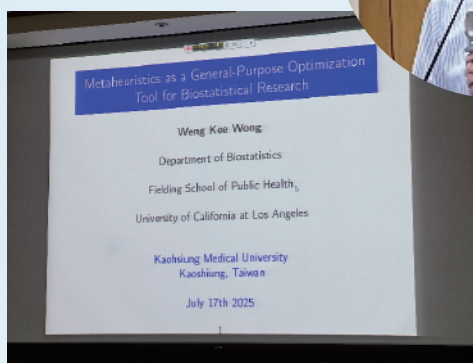 Metaheuristics as a General-Purpose Optimization
Tool for Biostatistical Research
Weng Kee Wong
Department of Biostatistics
Fielding School of Public Health,
University of California at Los Angeles
Kaohsiung Medical University
Kaoshiung, Taiwan
July 17th 2025
1